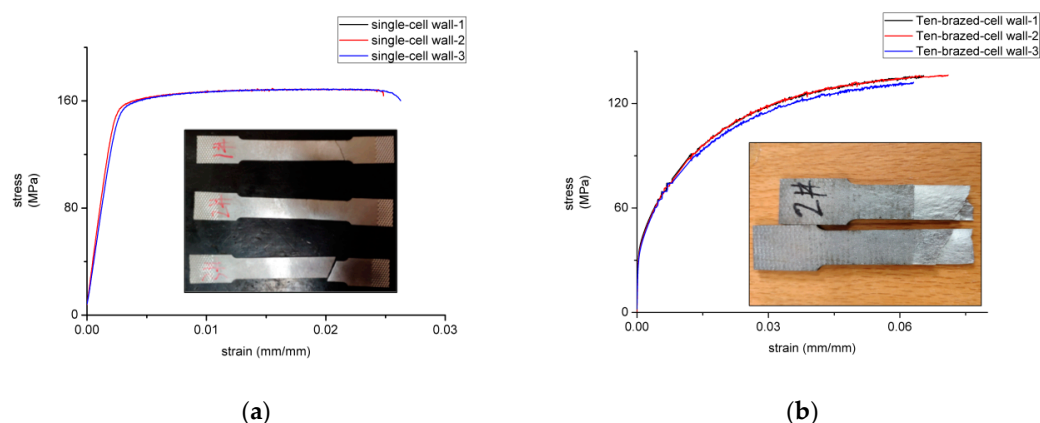 single-cell wall-1
single-cell wall-2
single-cell wall-3
160
80
0
stress
(MPa)
0.00
0.01
0.02
0.03
strain (mm/mm)
1#
2#
3#
(a)
Ten-brazed-cell wall-1
Ten-brazed-cell wall-2
Ten-brazed-cell wall-3
120
60
0
stress
(MPa)
0.00
0.03
0.06
strain (mm/mm)
2#
(b)